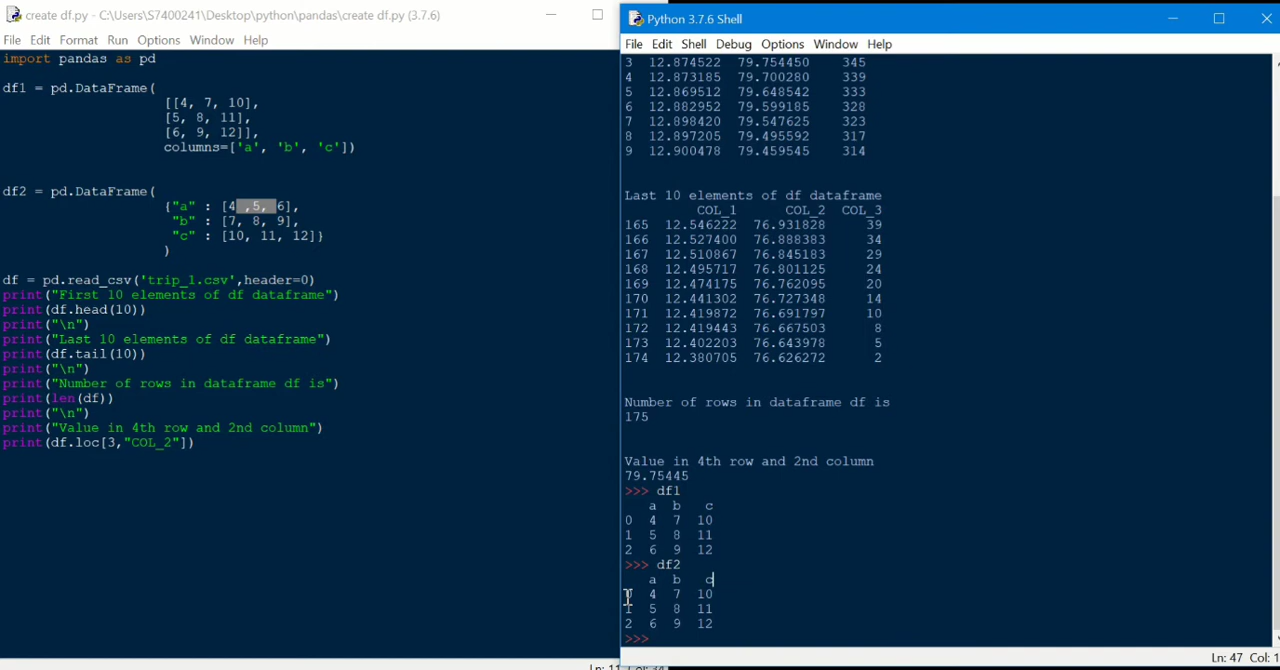 create df.py - C:\Users\S7400241\Desktop\python\pandas\create df.py (3.7.6)
File Edit Format Run Options Window Help
import pandas as pd
df1 = pd.DataFrame(
[[4, 7, 10],
[5, 8, 11],
[6, 9, 12]],
columns=['a', 'b', 'c'])
df2 = pd.DataFrame(
{"a" : [4 ,5, 6],
"b" : [7, 8, 9],
"c" : [10, 11, 12]}
)
df = pd.read_csv('trip_1.csv',header=0)
print("First 10 elements of df dataframe")
print(df.head(10))
print("\n")
print("Last 10 elements of df dataframe")
print(df.tail(10))
print("\n")
print("Number of rows in dataframe df is")
print(len(df))
print("\n")
print("Value in 4th row and 2nd column")
print(df.loc[3,"COL_2"])
Python 3.7.6 Shell
File Edit Shell Debug Options Window Help
3 12.874522 79.754450 345
4 12.873185 79.700280 339
5 12.869512 79.648542 333
6 12.882952 79.599185 328
7 12.898420 79.547625 323
8 12.897205 79.495592 317
9 12.900478 79.459545 314
Last 10 elements of df dataframe
COL_1 COL_2 COL_3
165 12.546222 76.931828 39
166 12.527400 76.888383 34
167 12.510867 76.845183 29
168 12.495717 76.801125 24
169 12.474175 76.762095 20
170 12.441302 76.727348 14
171 12.419872 76.691797 10
172 12.419443 76.667503 8
173 12.402203 76.643978 5
174 12.380705 76.626272 2
Number of rows in dataframe df is
175
Value in 4th row and 2nd column
79.75445
>>> df1
a b c
0 4 7 10
1 5 8 11
2 6 9 12
>>> df2
a b c
0 4 7 10
1 5 8 11
2 6 9 12
>>>
Ln: 47 Col: 1